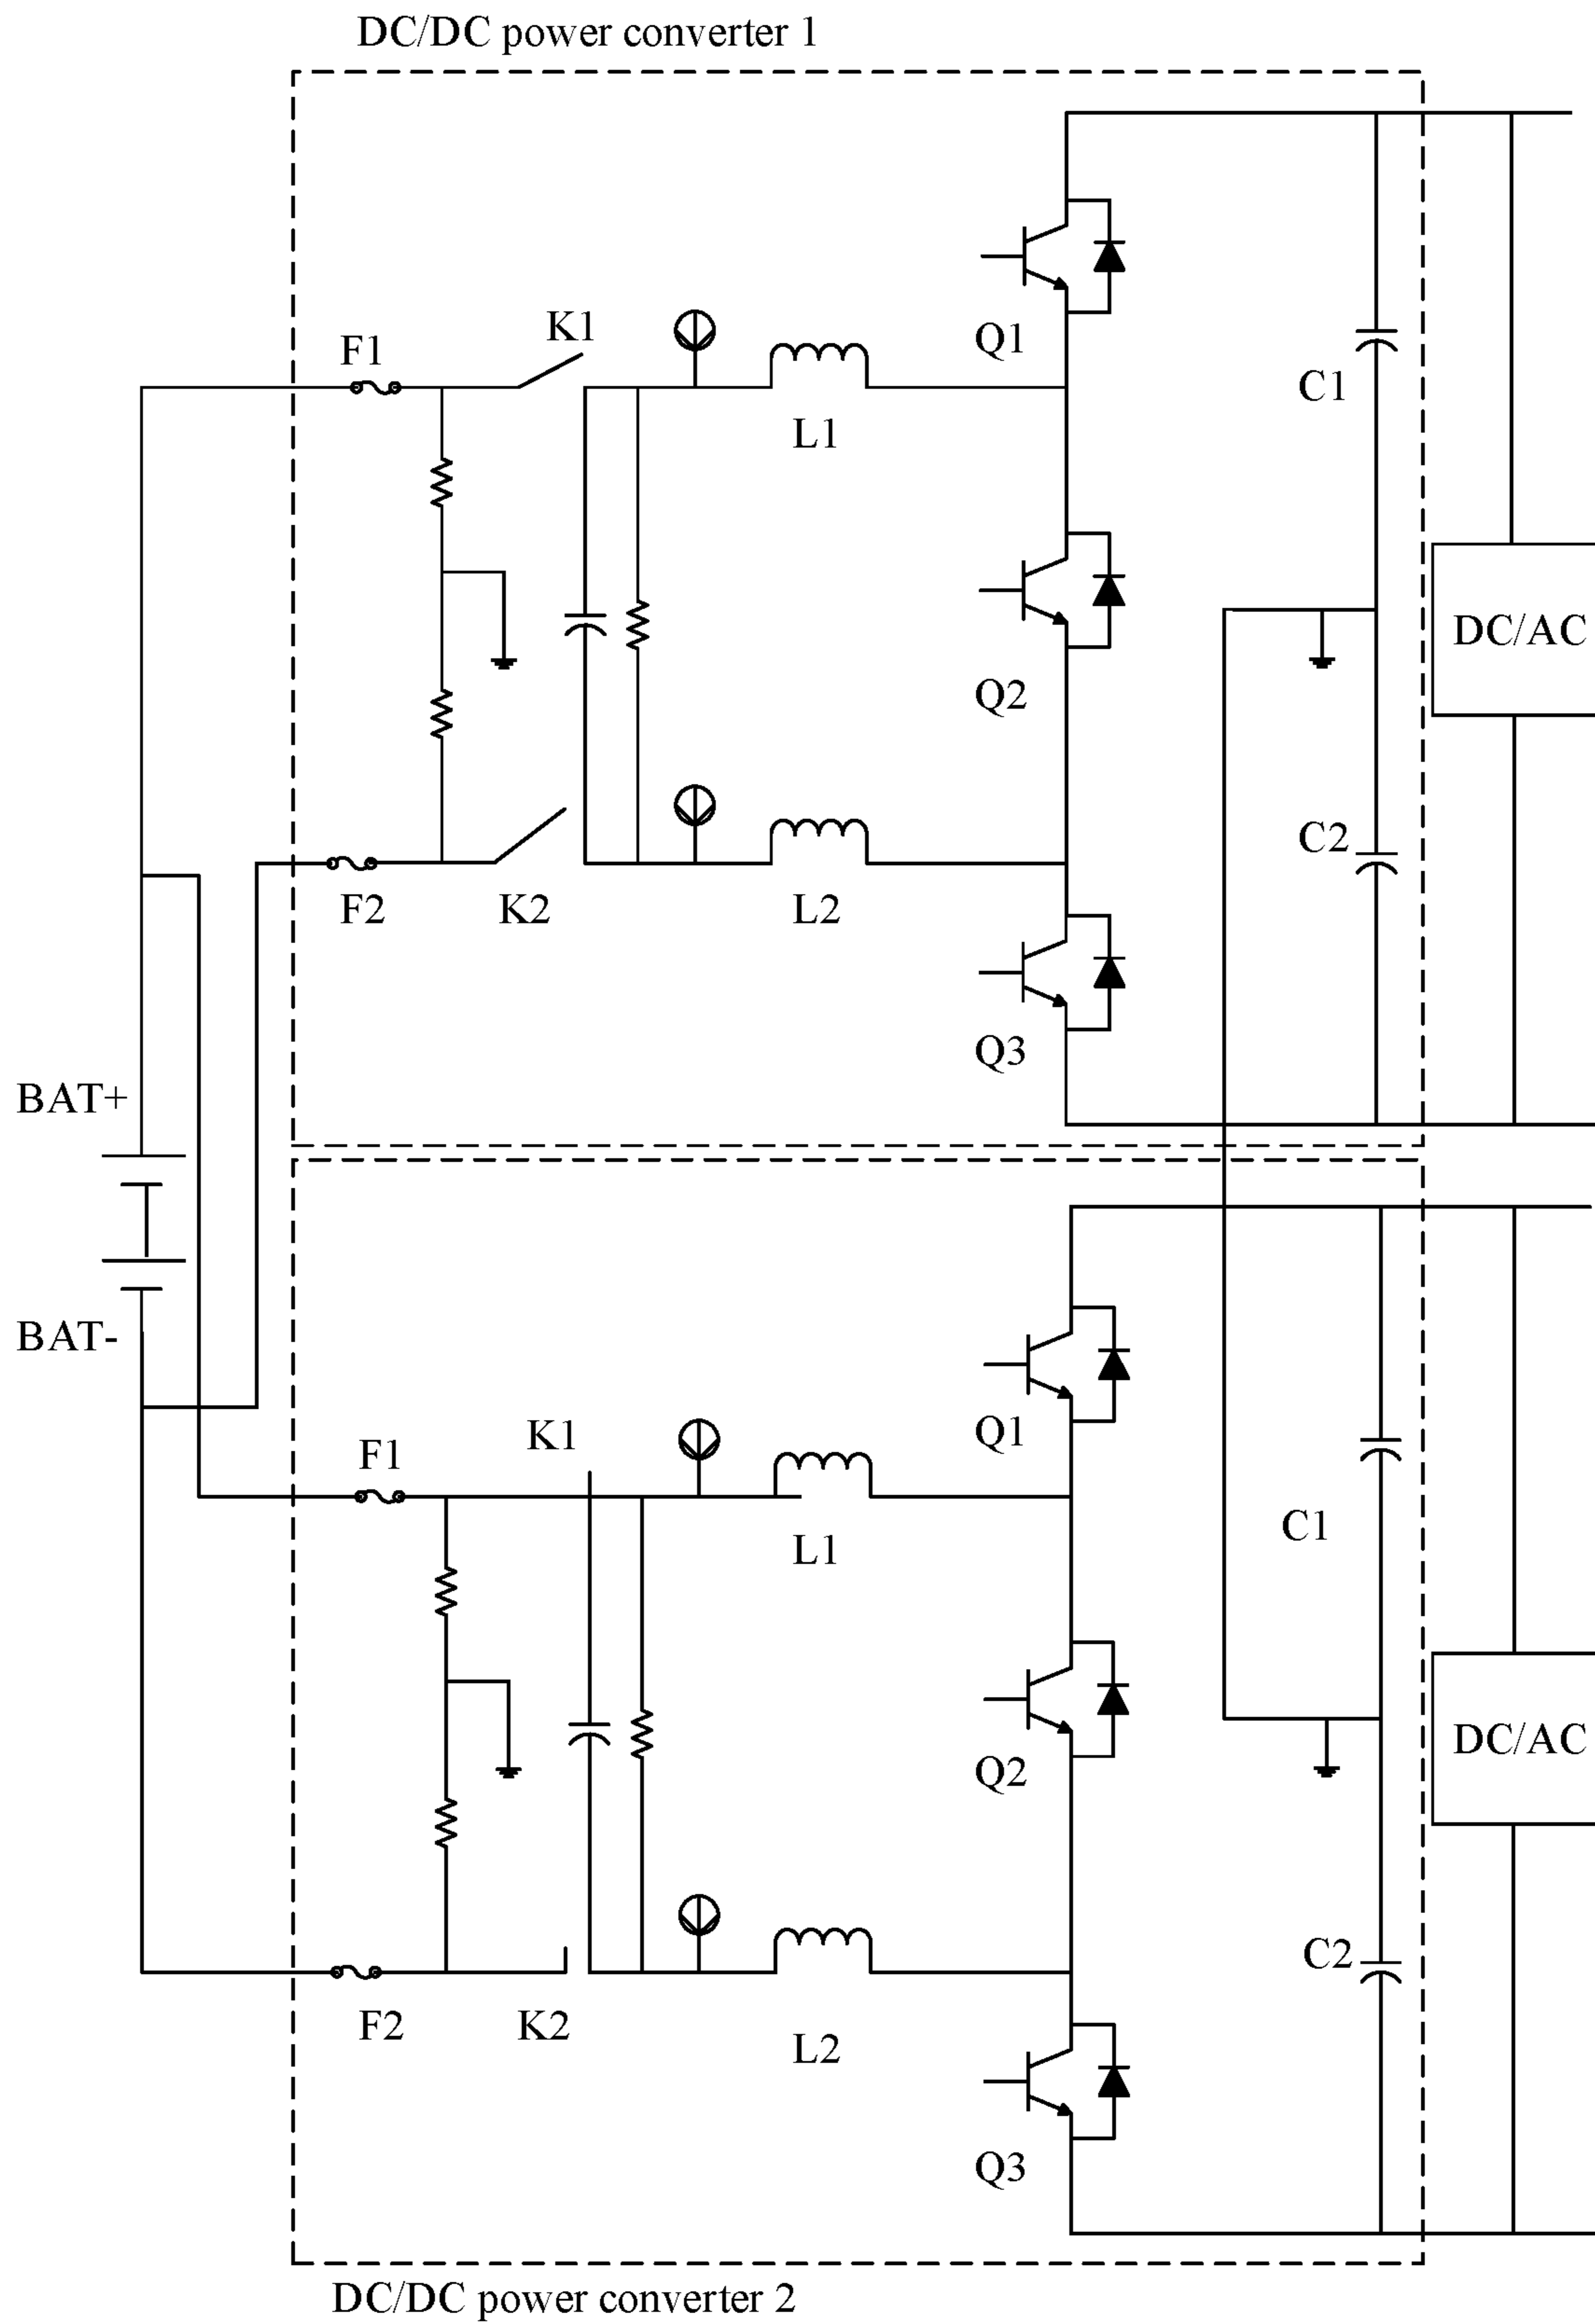 DC/DC power converter 1
K1
F1
Q1
C1
L1
DC/AC
Q2
C2
F2
K2
L2
Q3
BAT+
BAT-
K1
Q1
F1
C1
L1
DC/AC
Q2
C2
F2
K2
L2
Q3
DC/DC power converter 2